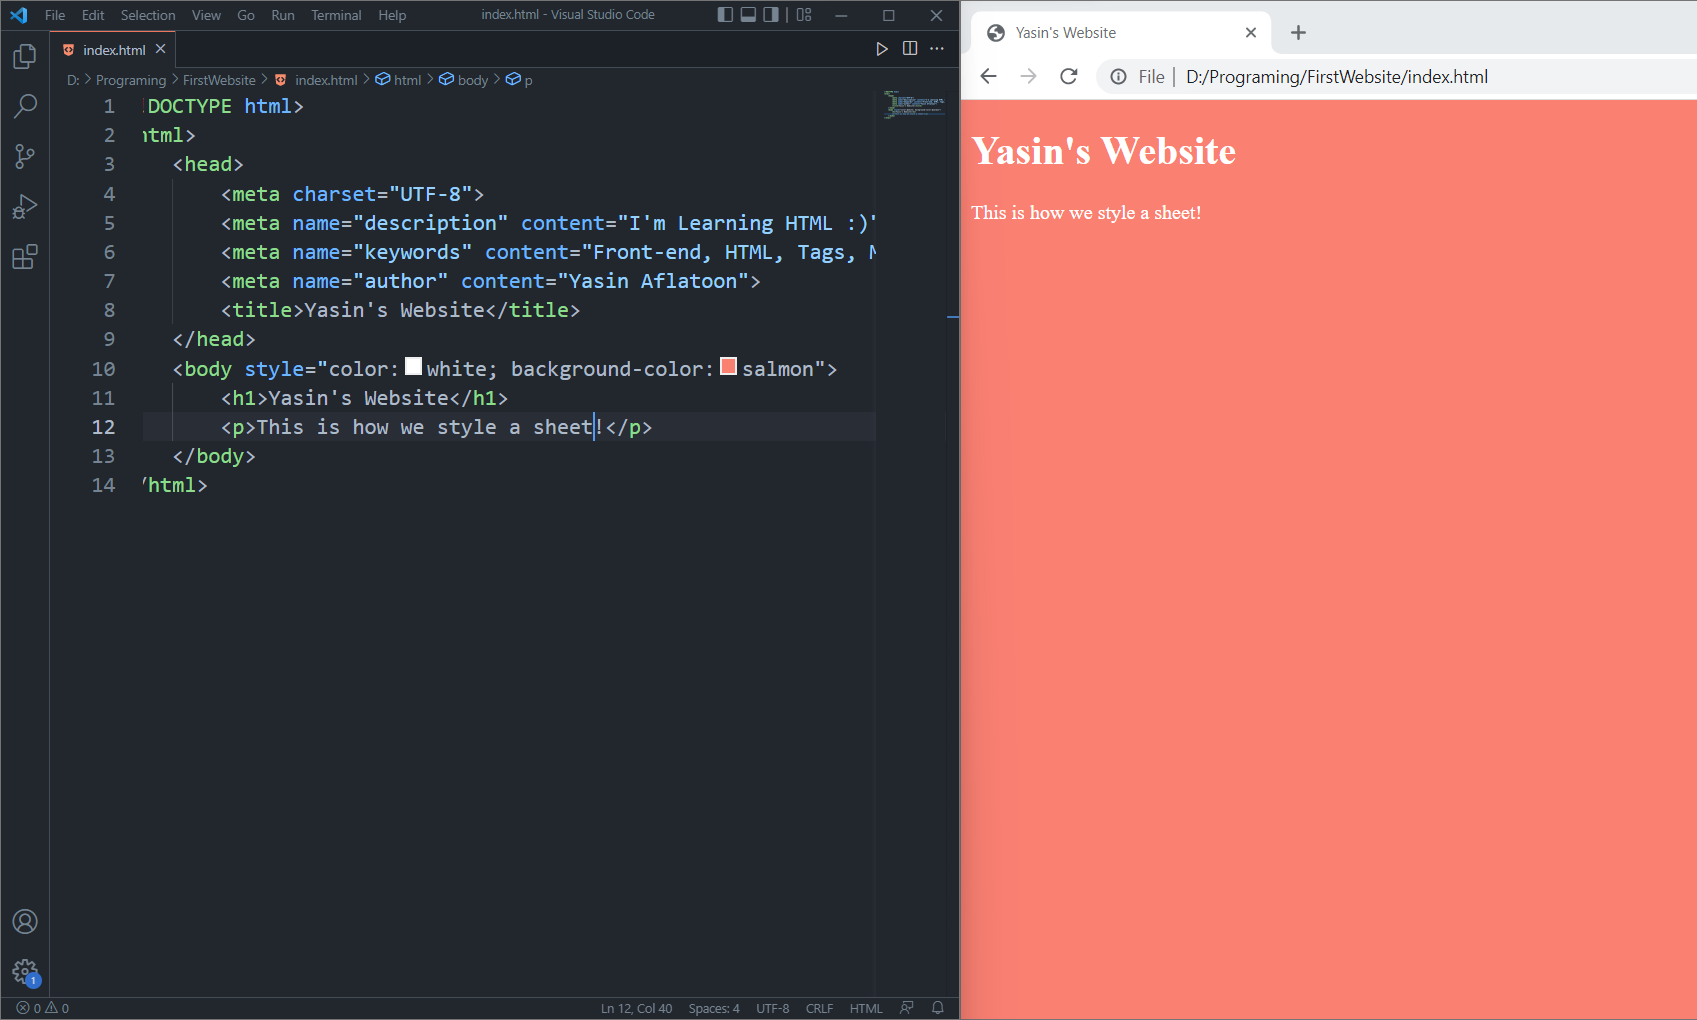 File Edit Selection View Go Run Terminal Help index.html - Visual Studio Code
index.html
D: > Programing > FirstWebsite > index.html > html > body > p
1 DOCTYPE html>
2 html>
3 <head>
4 <meta charset="UTF-8">
5 <meta name="description" content="I'm Learning HTML :)"
6 <meta name="keywords" content="Front-end, HTML, Tags, M
7 <meta name="author" content="Yasin Aflatoon">
8 <title>Yasin's Website</title>
9 </head>
10 <body style="color: white; background-color: salmon">
11 <h1>Yasin's Website</h1>
12 <p>This is how we style a sheet!</p>
13 </body>
14 /html>
1
0 0 Ln 12, Col 40 Spaces: 4 UTF-8 CRLF HTML
Yasin's Website
File | D:/Programing/FirstWebsite/index.html
Yasin's Website
This is how we style a sheet!